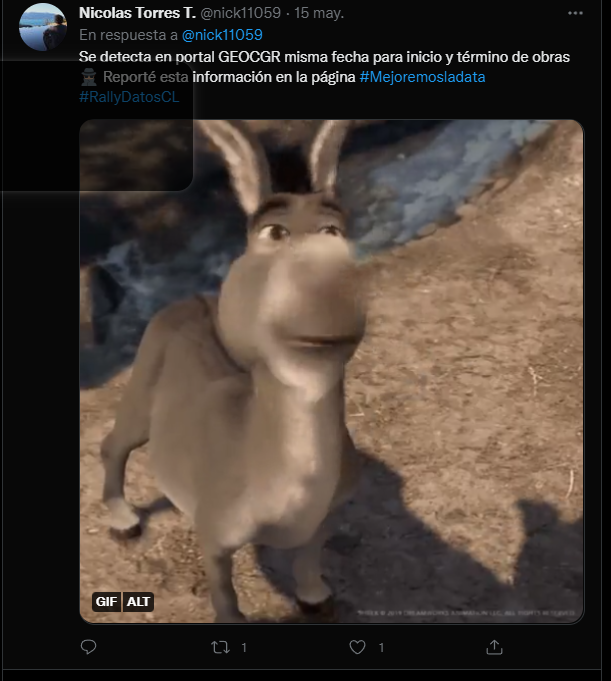 Nicolas Torres T. @nick11059 · 15 may.
En respuesta a @nick11059
Se detecta en portal GEOCGR misma fecha para inicio y término de obras
Reporté esta información en la página #Mejoremosladata
#RallyDatosCL
GIF ALT
1 1